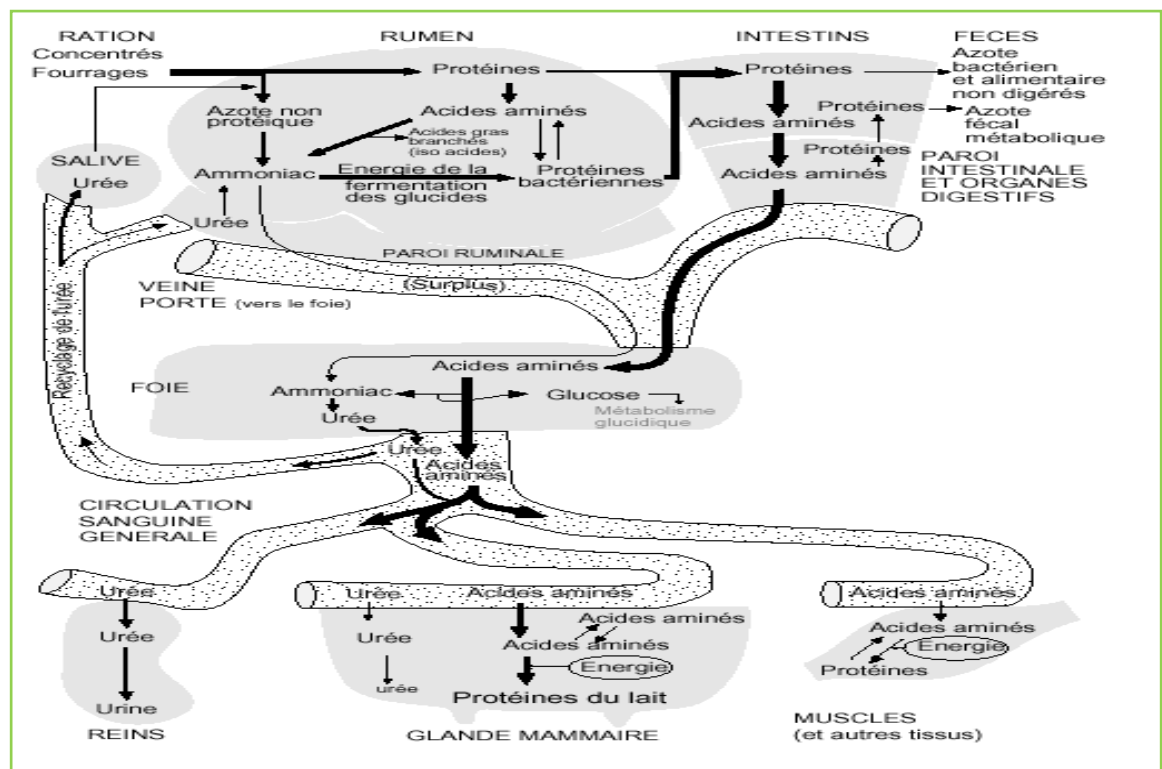 RATION
Concentrés
Fourrages
RUMEN
Protéines
Azote non
protéique
Acides aminés
Acides gras
branchés
(iso acides)
Ammoniac
Energie de la
fermentation
des glucides
Protéines
bactériennes
Urée
PAROI RUMINALE
SALIVE
Urée
INTESTINS
Protéines
Acides aminés
Acides aminés
Protéines
Protéines
FECES
Azote
bactérien
et alimentaire
non digérés
Azote
fécal
métabolique
PAROI
INTESTINALE
ET ORGANES
DIGESTIFS
VEINE
PORTE (vers le foie)
(Surplus)
Recyclage de l'urée
FOIE
Acides aminés
Ammoniac
Glucose
Urée
Métabolisme
glucidique
Urée
Acides
aminés
CIRCULATION
SANGUINE
GENERALE
Urée
Urée
Urine
REINS
Urée
Acides aminés
Urée
urée
Acides aminés
Acides aminés
Energie
Protéines du lait
GLANDE MAMMAIRE
Acides aminés
Acides aminés
Energie
Protéines
MUSCLES
(et autres tissus)